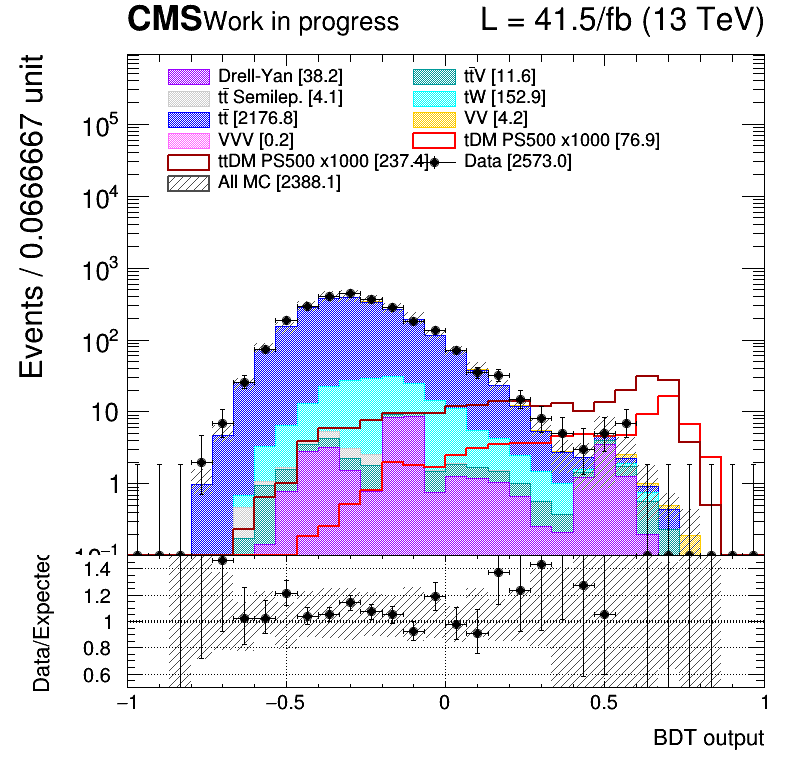 CMS Work in progress L = 41.5/fb (13 TeV)
Drell-Yan [38.2] tt̄V [11.6]
tt̄ Semilep. [4.1] tW [152.9]
tt̄ [2176.8] VV [4.2]
VVV [0.2] tDM PS500 x1000 [76.9]
ttDM PS500 x1000 [237.4] Data [2573.0]
All MC [2388.1]
Events / 0.0666667 unit
10⁵
10⁴
10³
10²
10
1
10⁻¹
Data/Expected
1.4
1.2
1
0.8
0.6
−1 −0.5 0 0.5 1
BDT output